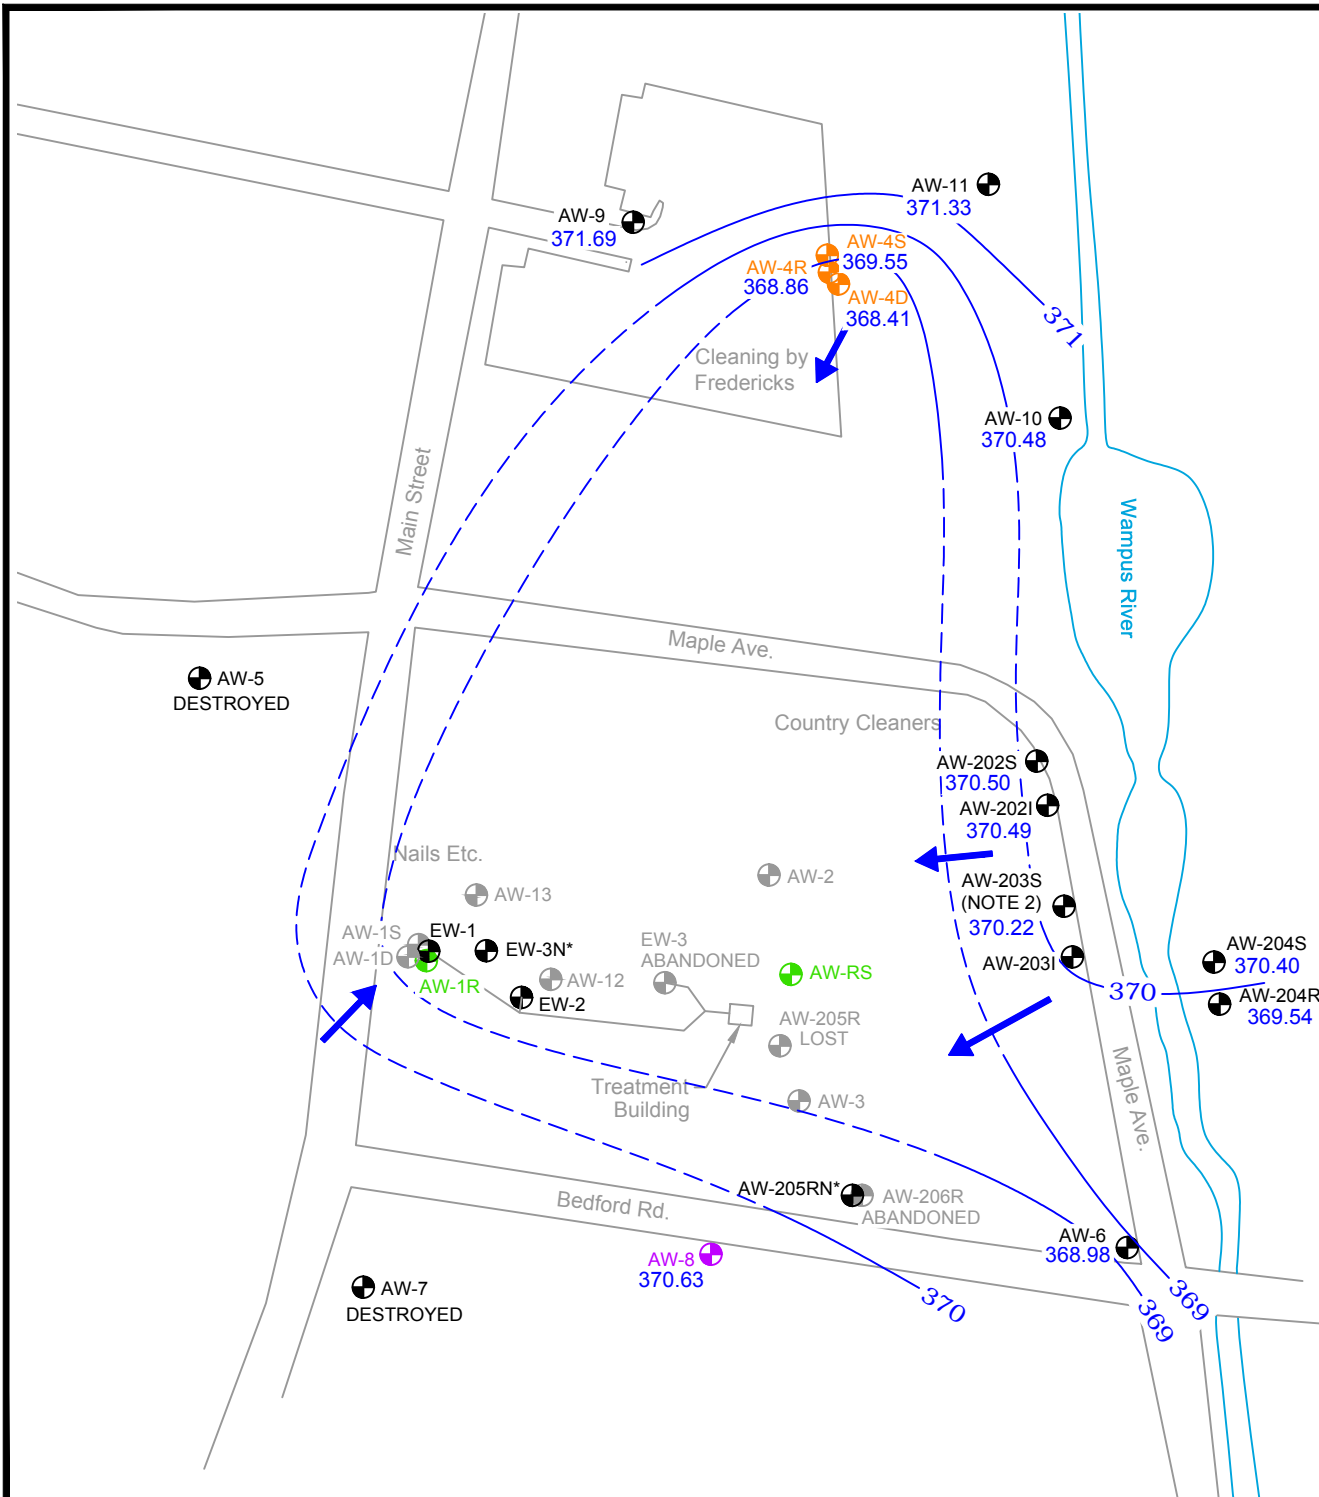 AW-11
371.33
AW-9
371.69
AW-4S
369.55
AW-4R
368.86
AW-4D
368.41
371
Cleaning by
Fredericks
AW-10
370.48
Main Street
Wampus River
Maple Ave.
AW-5
DESTROYED
Country Cleaners
AW-202S
370.50
AW-202I
370.49
Nails Etc.
AW-13
AW-2
AW-203S
(NOTE 2)
370.22
AW-1S
EW-1
AW-1D
EW-3N*
EW-3
ABANDONED
AW-203I
AW-204S
370.40
AW-1R
AW-12
EW-2
AW-RS
370
AW-204R
369.54
AW-205R
LOST
Treatment
Building
AW-3
Maple Ave.
Bedford Rd.
AW-205RN*
AW-206R
ABANDONED
AW-6
368.98
AW-8
370.63
AW-7
DESTROYED
370
369
369